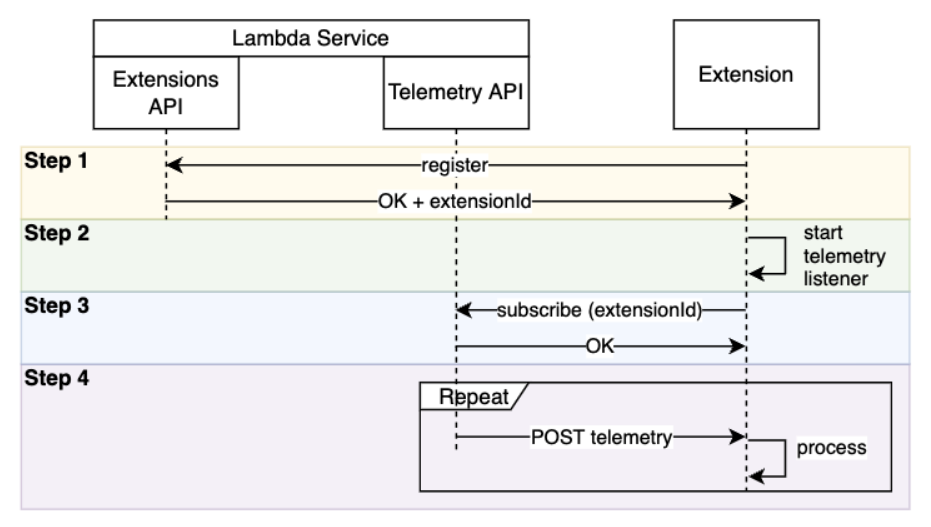 Lambda Service
Extensions
API
Telemetry API
Extension
Step 1
register
OK + extensionId
Step 2
start
telemetry
listener
Step 3
subscribe (extensionId)
OK
Step 4
Repeat
POST telemetry
process